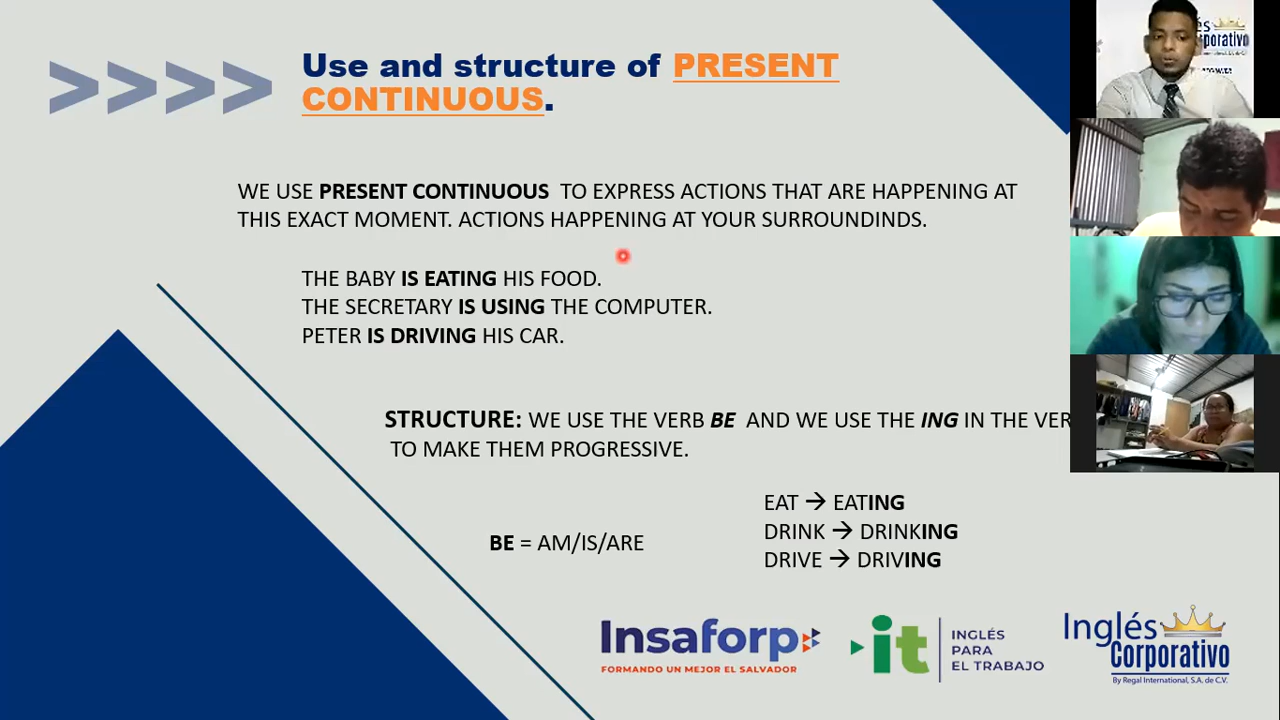 Use and structure of PRESENT
CONTINUOUS.
WE USE PRESENT CONTINUOUS TO EXPRESS ACTIONS THAT ARE HAPPENING AT
THIS EXACT MOMENT. ACTIONS HAPPENING AT YOUR SURROUNDINDS.
THE BABY IS EATING HIS FOOD.
THE SECRETARY IS USING THE COMPUTER.
PETER IS DRIVING HIS CAR.
STRUCTURE: WE USE THE VERB BE AND WE USE THE ING IN THE VER
TO MAKE THEM PROGRESSIVE.
BE = AM/IS/ARE
EAT → EATING
DRINK → DRINKING
DRIVE → DRIVING
Insaforp
FORMANDO UN MEJOR EL SALVADOR
it
INGLÉS
PARA
EL TRABAJO
Inglés
Corporativo
By Regal International, S.A. de C.V.